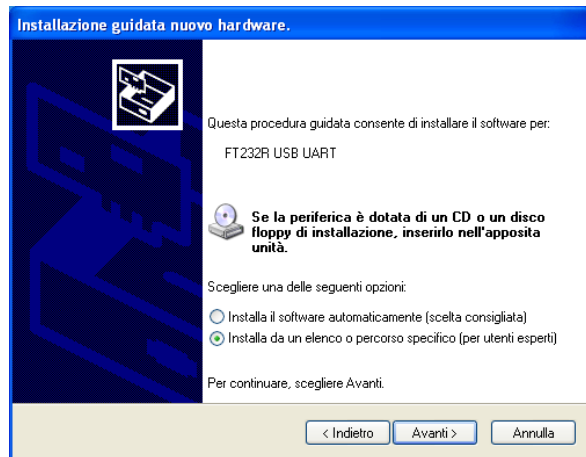 Installazione guidata nuovo hardware.
Questa procedura guidata consente di installare il software per:
FT232R USB UART
Se la periferica è dotata di un CD o un disco
floppy di installazione, inserirlo nell'apposita
unità.
Scegliere una delle seguenti opzioni:
Installa il software automaticamente (scelta consigliata)
Installa da un elenco o percorso specifico (per utenti esperti)
Per continuare, scegliere Avanti.
< Indietro
Avanti >
Annulla